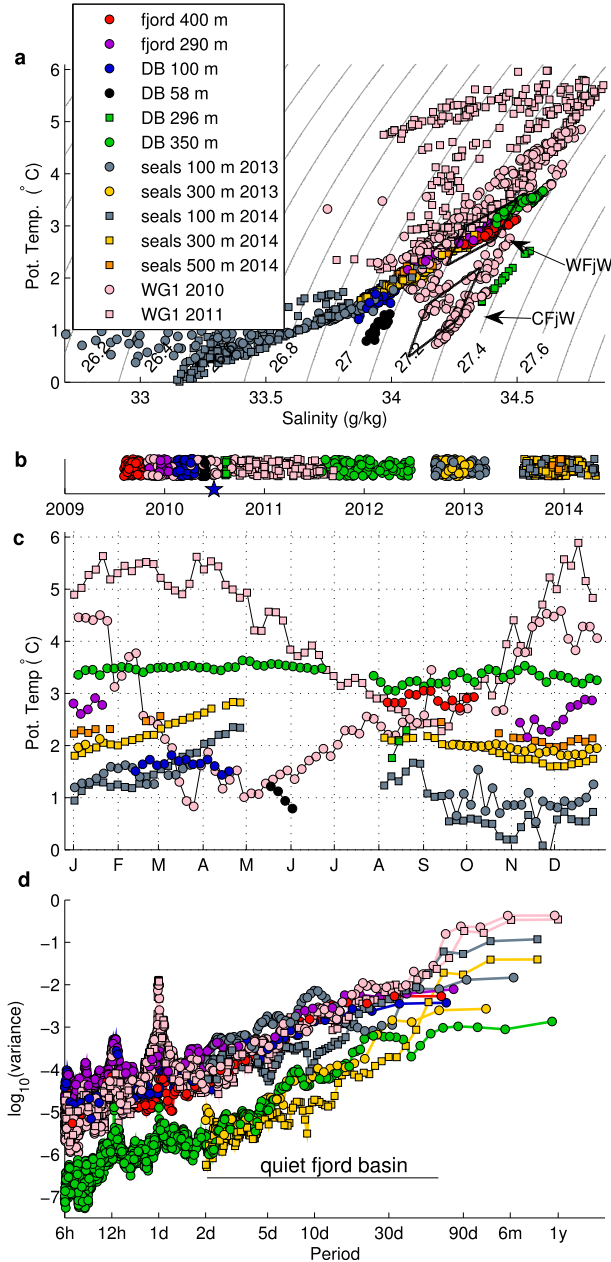 a
fjord 400 m
fjord 290 m
DB 100 m
DB 58 m
DB 296 m
DB 350 m
seals 100 m 2013
seals 300 m 2013
seals 100 m 2014
seals 300 m 2014
seals 500 m 2014
WG1 2010
WG1 2011
Pot. Temp. (°C)
6
5
4
3
2
1
0
WFjW
CFjW
26.2
26.4
26.8
27
27.2
27.4
27.6
33
33.5
34
34.5
Salinity (g/kg)
b
2009
2010
2011
2012
2013
2014
c
Pot. Temp (°C)
6
5
4
3
2
1
0
J
F
M
A
M
J
J
A
S
O
N
D
d
log10(variance)
0
−1
−2
−3
−4
−5
−6
−7
quiet fjord basin
6h
12h
1d
2d
5d
10d
30d
90d
6m
1y
Period